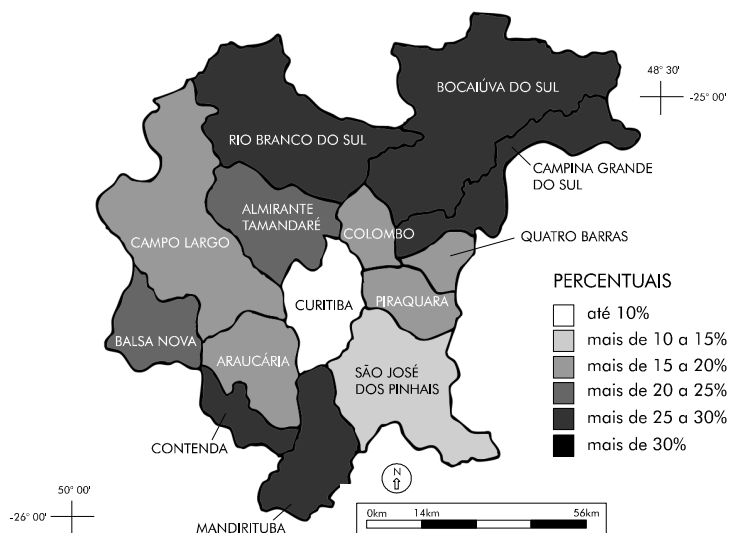 48° 30'
-25° 00'
BOCAIÚVA DO SUL
RIO BRANCO DO SUL
CAMPINA GRANDE
DO SUL
ALMIRANTE
TAMANDARÉ
COLOMBO
QUATRO BARRAS
CAMPO LARGO
PERCENTUAIS
até 10%
mais de 10 a 15%
mais de 15 a 20%
mais de 20 a 25%
mais de 25 a 30%
mais de 30%
CURITIBA
PIRAQUARA
BALSA NOVA
ARAUCÁRIA
SÃO JOSÉ
DOS PINHAIS
CONTENDA
N
50° 00'
-26° 00'
MANDIRITUBA
0km 14km 56km